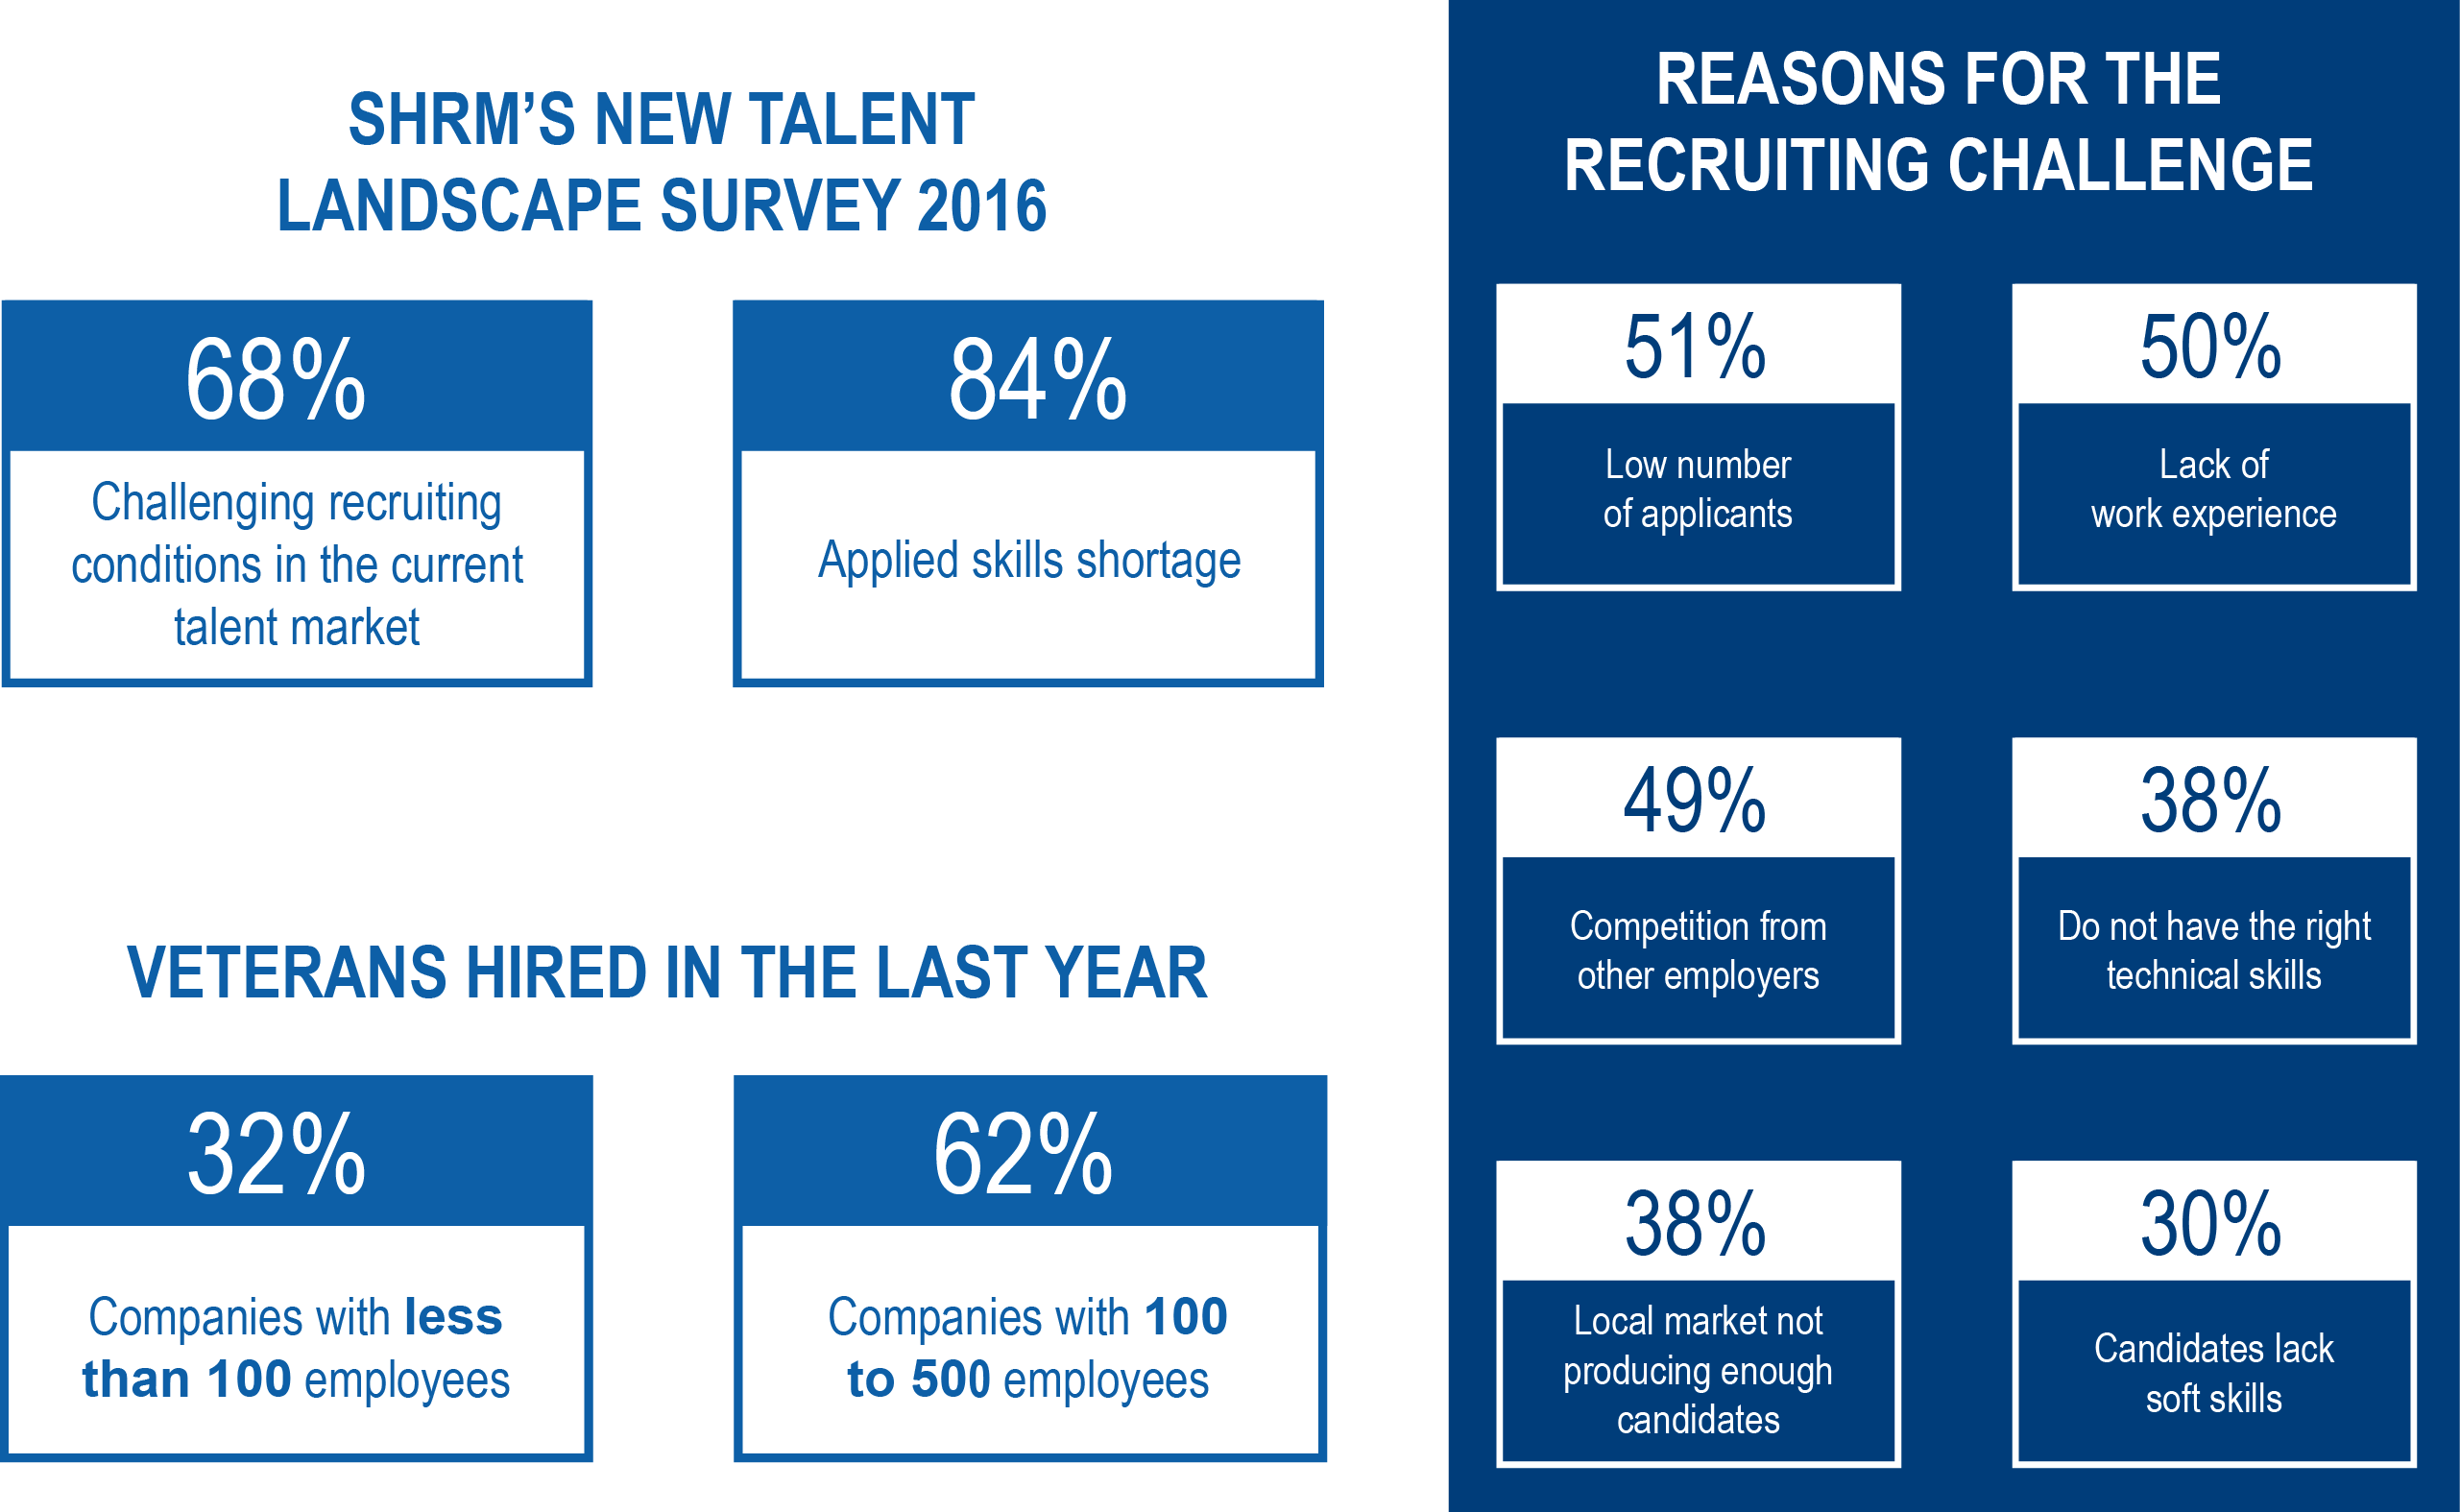 SHRM’S NEW TALENT
LANDSCAPE SURVEY 2016
68%
Challenging recruiting
conditions in the current
talent market
84%
Applied skills shortage
VETERANS HIRED IN THE LAST YEAR
32%
Companies with less
than 100 employees
62%
Companies with 100
to 500 employees
REASONS FOR THE
RECRUITING CHALLENGE
51%
Low number
of applicants
50%
Lack of
work experience
49%
Competition from
other employers
38%
Do not have the right
technical skills
38%
Local market not
producing enough
candidates
30%
Candidates lack
soft skills